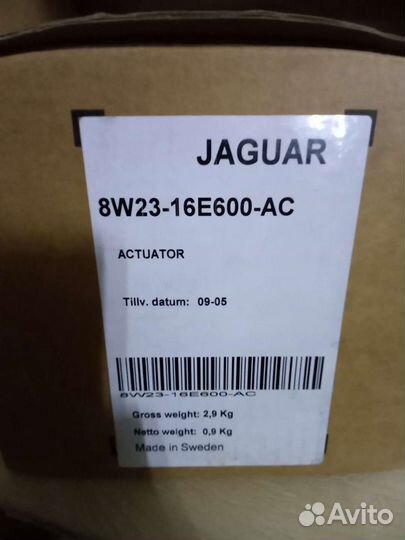 JAGUAR
8W23-16E600-AC
ACTUATOR
Tillv. datum: 09-05
8W23-16E600-AC
Gross weight: 2,9 Kg
Netto weight: 0,9 Kg
Made in Sweden
Avito